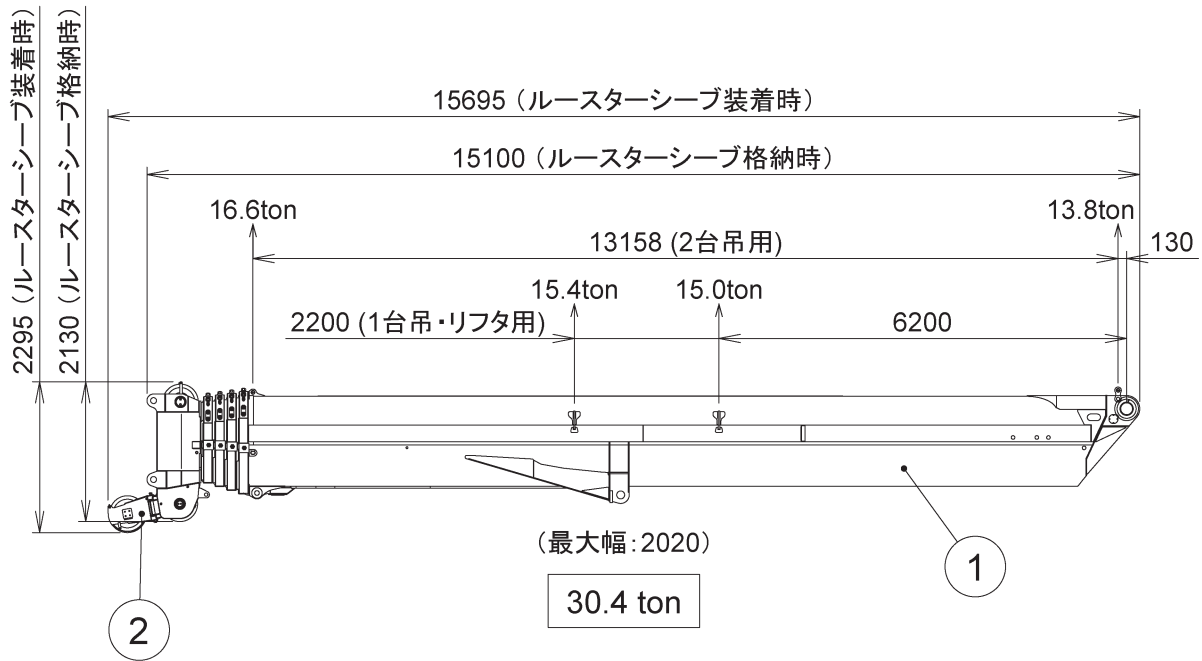 2295（ルースターシーブ装着時）
2130（ルースターシーブ格納時）
15695（ルースターシーブ装着時）
15100（ルースターシーブ格納時）
16.6ton
13.8ton
13158 (2台吊用)
130
15.4ton
15.0ton
2200 (1台吊・リフタ用)
6200
（最大幅：2020）
30.4 ton
1
2